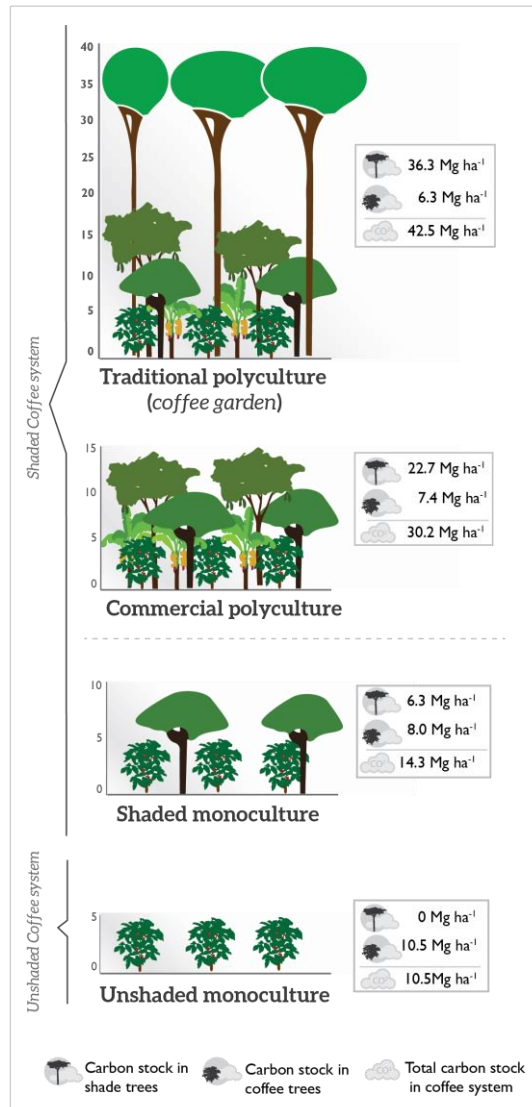 Shaded Coffee system
40
35
30
25
20
15
10
5
0
36.3 Mg ha⁻¹
6.3 Mg ha⁻¹
CO²
42.5 Mg ha⁻¹
Traditional polyculture
(coffee garden)
15
10
5
0
22.7 Mg ha⁻¹
7.4 Mg ha⁻¹
CO²
30.2 Mg ha⁻¹
Commercial polyculture
10
5
0
6.3 Mg ha⁻¹
8.0 Mg ha⁻¹
CO²
14.3 Mg ha⁻¹
Shaded monoculture
Unshaded Coffee system
5
0
0 Mg ha⁻¹
10.5 Mg ha⁻¹
CO²
10.5Mg ha⁻¹
Unshaded monoculture
Carbon stock in
shade trees
Carbon stock in
coffee trees
CO²
Total carbon stock
in coffee system